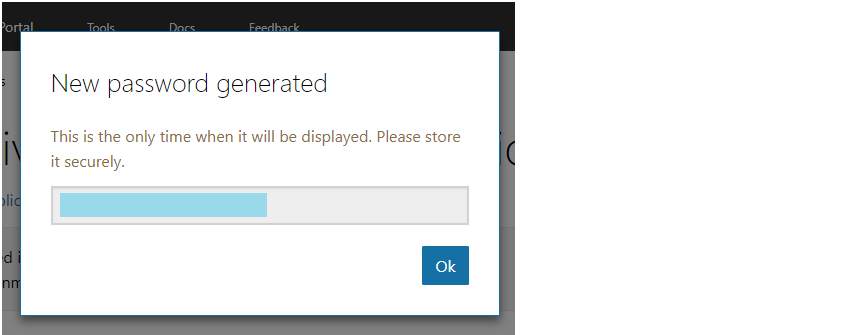 Portal Tools Docs Feedback
New password generated
This is the only time when it will be displayed. Please store
it securely.
Ok